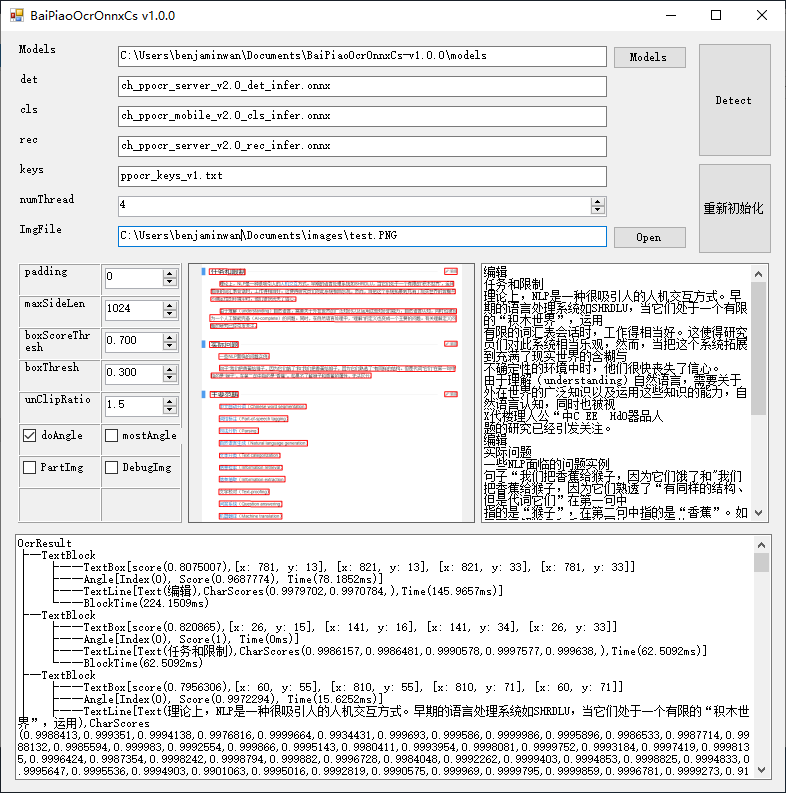 BaiPiaoOcrOnnxCs v1.0.0
Models
C:\Users\benjaminwan\Documents\BaiPiaoOcrOnnxCs-v1.0.0\models
Models
Detect
det
ch_ppocr_server_v2.0_det_infer.onnx
cls
ch_ppocr_mobile_v2.0_cls_infer.onnx
rec
ch_ppocr_server_v2.0_rec_infer.onnx
keys
ppocr_keys_v1.txt
numThread
4
重新初始化
ImgFile
C:\Users\benjaminwan\Documents\images\test.PNG
Open
padding
0
maxSideLen
1024
boxScoreThr
esh
0.700
boxThresh
0.300
unClipRatio
1.5
doAngle
mostAngle
PartImg
DebugImg
编辑
任务和限制
理论上，NLP是一种很吸引人的人机交互方式。早
期的语言处理系统如SHRDLU，当它们处于一个有限
的“积木世界”，运用
有限的词汇表会话时，工作得相当好。这使得研究
员们对此系统相当乐观，然而，当把这个系统拓展
到充满了现实世界的含糊与
不确定性的环境中时，他们很快丧失了信心。
由于理解（understanding）自然语言，需要关于
外在世界的广泛知识以及运用这些知识的能力，自
然语言认知，同时也被视
题的研究已经引发关注。
编辑
实际问题
一些NLP面临的问题实例
句子“我们把香蕉给猴子，因为它们饿了和"我们
把香蕉给猴子，因为它们熟透了“有同样的结构、
但是代词它们”在第一句中
指的是“猴子”，在第二句中指的是“香蕉”。如
OcrResult
├─TextBlock
├──TextBox[score(0.8075007),[x: 781, y: 13], [x: 821, y: 13], [x: 821, y: 33], [x: 781, y: 33]]
├──Angle[Index(0), Score(0.9687774), Time(78.1852ms)]
├──TextLine[Text(编辑),CharScores(0.9979702,0.9970784,),Time(145.9657ms)]
└──BlockTime(224.1509ms)
├─TextBlock
├──TextBox[score(0.820865),[x: 26, y: 15], [x: 141, y: 16], [x: 141, y: 34], [x: 26, y: 33]]
├──Angle[Index(0), Score(1), Time(0ms)]
├──TextLine[Text(任务和限制),CharScores(0.9986157,0.9986481,0.9990578,0.9997577,0.999638,),Time(62.5092ms)]
└──BlockTime(62.5092ms)
├─TextBlock
├──TextBox[score(0.7956306),[x: 60, y: 55], [x: 810, y: 55], [x: 810, y: 71], [x: 60, y: 71]]
├──Angle[Index(0), Score(0.9972294), Time(15.6252ms)]
├──TextLine[Text(理论上，NLP是一种很吸引人的人机交互方式。早期的语言处理系统如SHRDLU，当它们处于一个有限的“积木世
界”，运用),CharScores
(0.9988413,0.999351,0.9994138,0.9976816,0.9999664,0.9934431,0.999693,0.9995586,0.9999986,0.9995896,0.9986533,0.9987714,0.99
88132,0.9985594,0.999983,0.9992554,0.999866,0.9995143,0.9980411,0.9993954,0.9998081,0.9999752,0.9993184,0.9997419,0.999813
5,0.9996424,0.9987354,0.9998242,0.9998794,0.999882,0.9996728,0.9984048,0.9992262,0.9999403,0.9994853,0.9998825,0.9994833,0.
9995647,0.9995536,0.9994903,0.9901063,0.9995016,0.9992819,0.9990575,0.999969,0.9999795,0.9999859,0.9996781,0.9999273,0.91